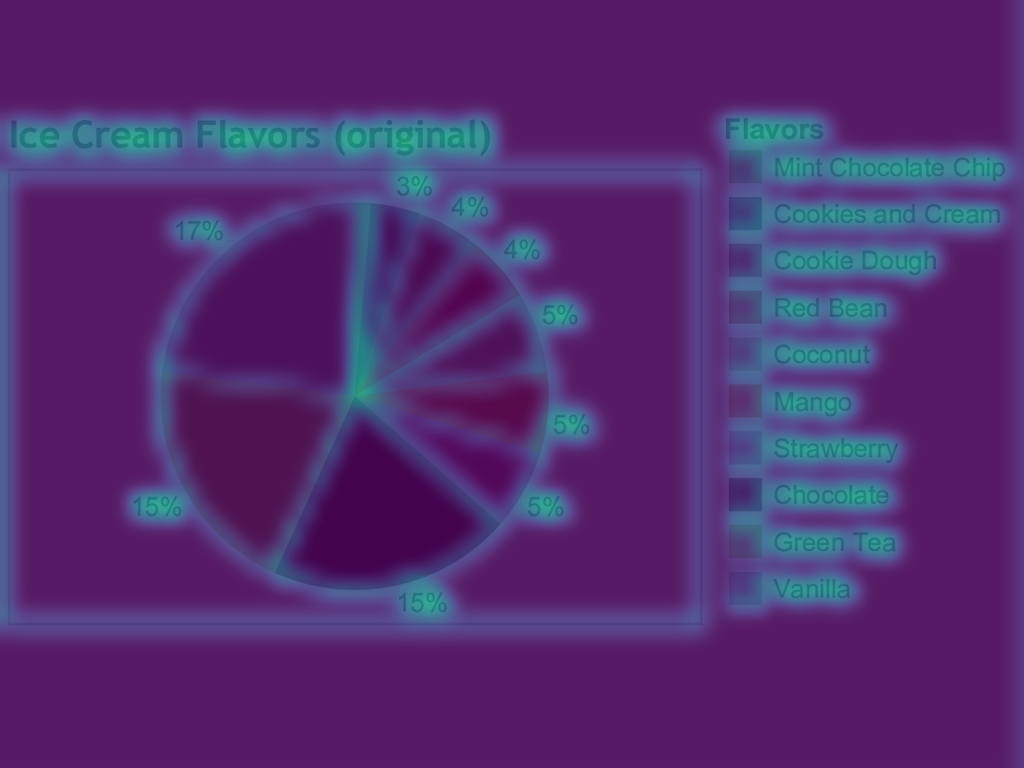 Ice Cream Flavors (original)
3%
4%
4%
5%
5%
5%
15%
15%
17%
Flavors
Mint Chocolate Chip
Cookies and Cream
Cookie Dough
Red Bean
Coconut
Mango
Strawberry
Chocolate
Green Tea
Vanilla